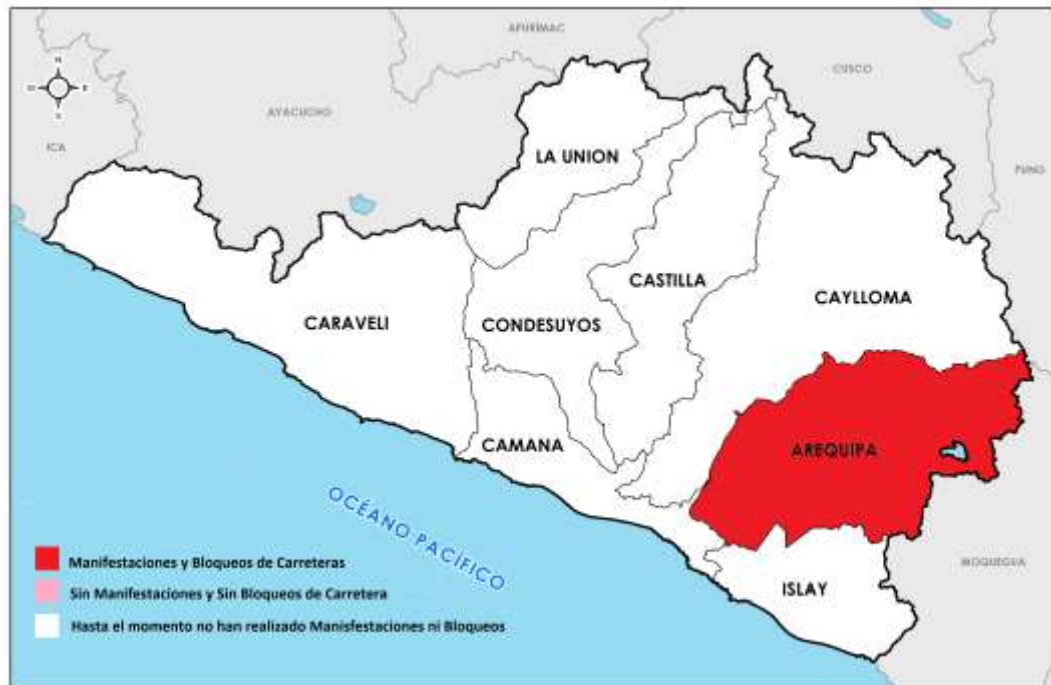 APURÍMAC
CUSCO
N
O
E
S
AYACUCHO
ICA
LA UNION
PUNO
CASTILLA
CAYLLOMA
CARAVELI
CONDESUYOS
CAMANA
AREQUIPA
OCÉANO PACÍFICO
Manifestaciones y Bloqueos de Carreteras
MOQUEGUA
Sin Manifestaciones y Sin Bloqueos de Carretera
ISLAY
Hasta el momento no han realizado Manisfestaciones ni Bloqueos